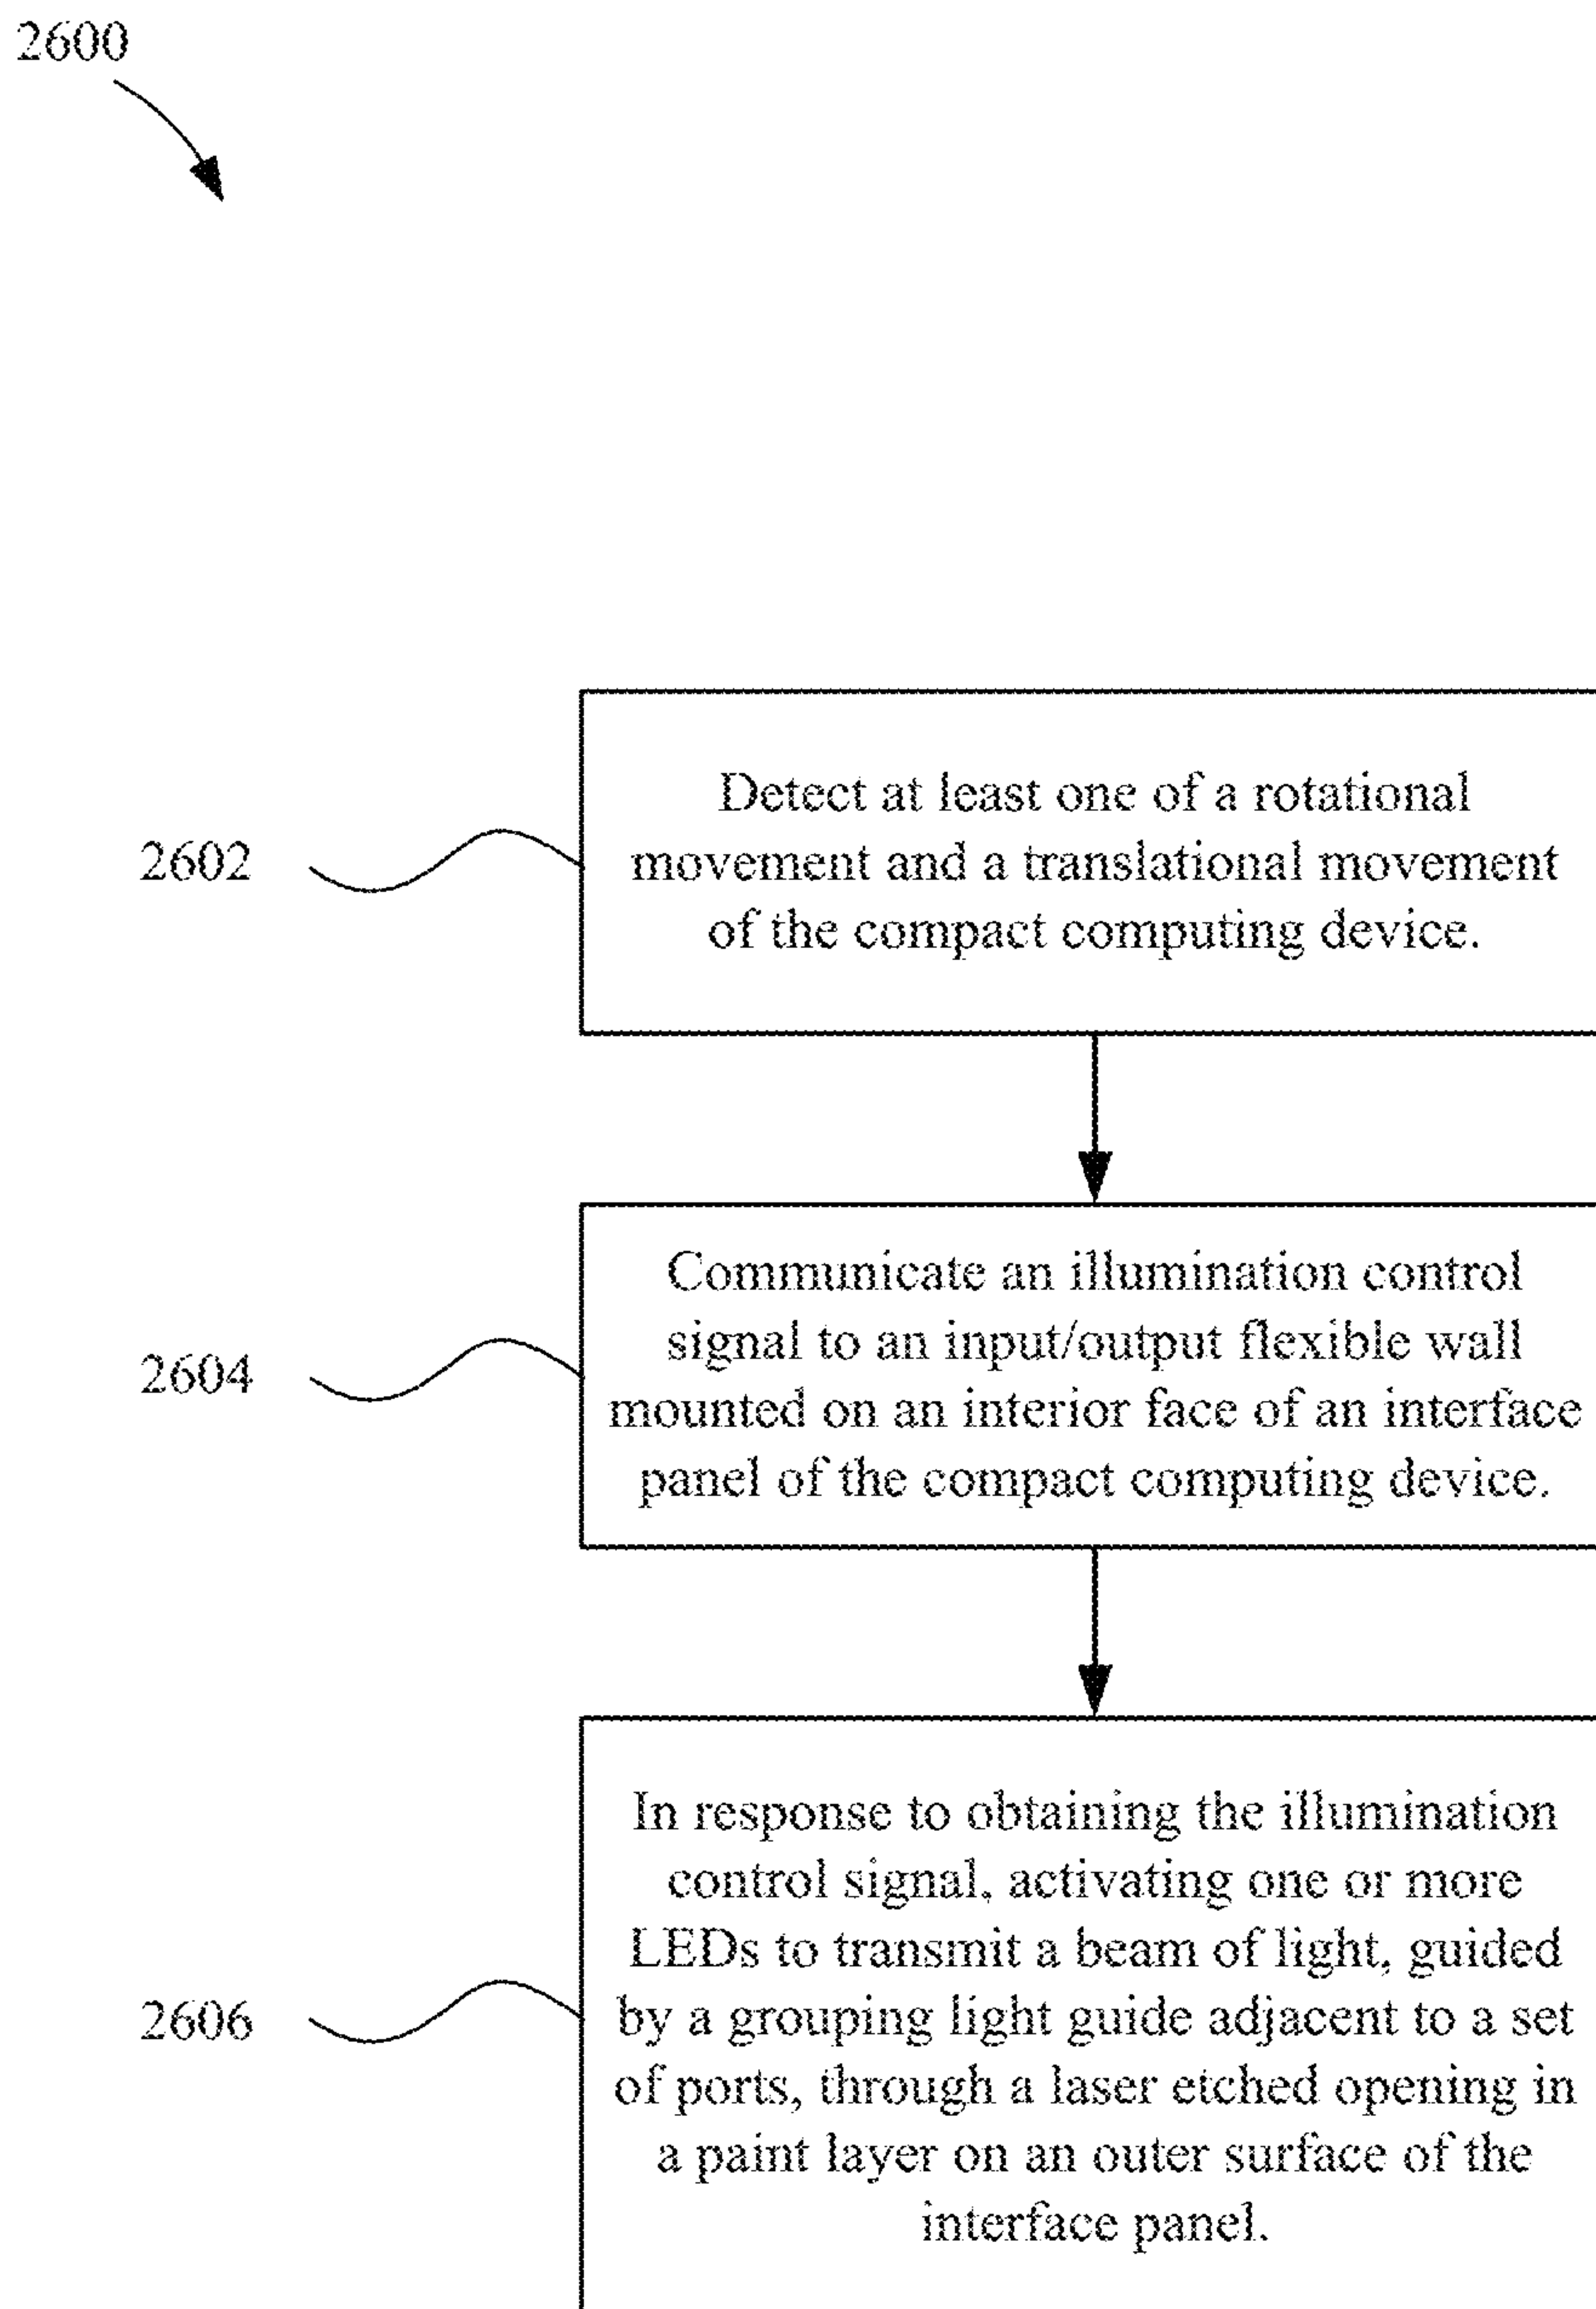 2600
2602
Detect at least one of a rotational
movement and a translational movement
of the compact computing device.
2604
Communicate an illumination control
signal to an input/output flexible wall
mounted on an interior face of an interface
panel of the compact computing device.
2606
In response to obtaining the illumination
control signal, activating one or more
LEDs to transmit a beam of light, guided
by a grouping light guide adjacent to a set
of ports, through a laser etched opening in
a paint layer on an outer surface of the
interface panel.